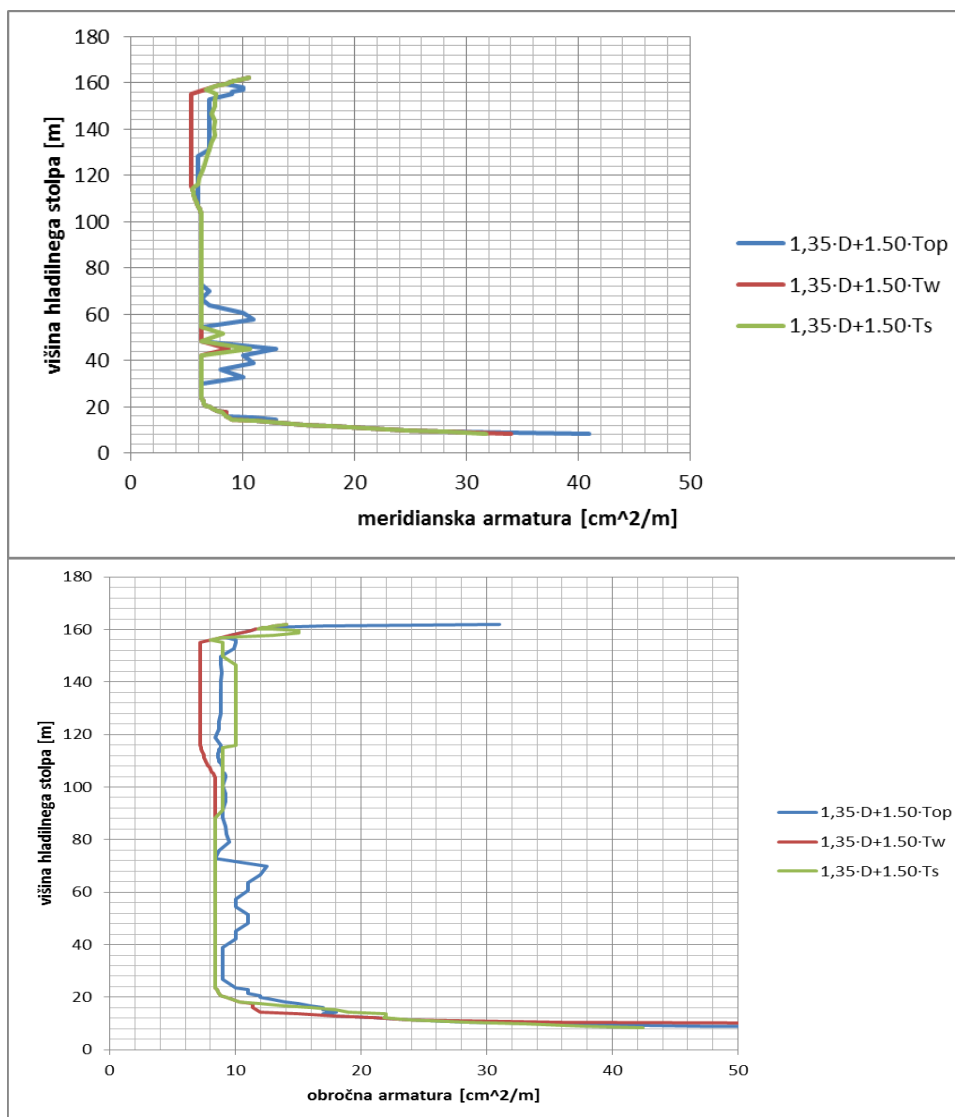 180
160
140
120
100
80
60
40
20
0
višina hladilnega stolpa [m]
0 10 20 30 40 50
meridianska armatura [cm^2/m]
1,35·D+1.50·Top
1,35·D+1.50·Tw
1,35·D+1.50·Ts
180
160
140
120
100
80
60
40
20
0
višina hladilnega stolpa [m]
0 10 20 30 40 50
obročna armatura [cm^2/m]
1,35·D+1.50·Top
1,35·D+1.50·Tw
1,35·D+1.50·Ts